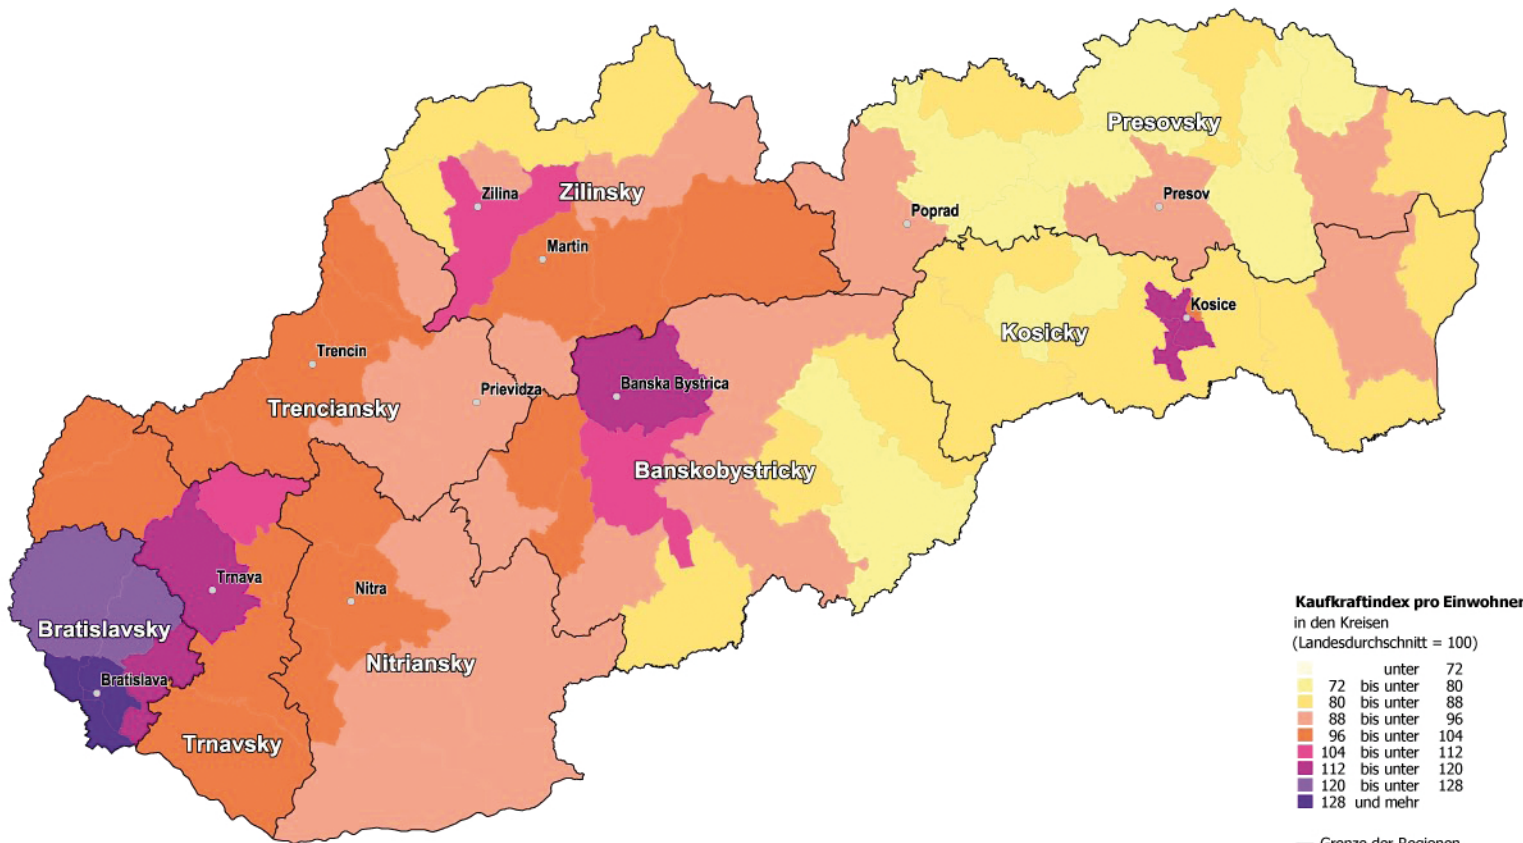 Presovsky
Zilina
Zilinsky
Presov
Poprad
Martin
Kosice
Kosicky
Trencin
Prievidza
Banska Bystrica
Trenciansky
Banskobystricky
Trnava
Nitra
Bratislavsky
Nitriansky
Bratislava
Trnavsky
Kaufkraftindex pro Einwohner
in den Kreisen
(Landesdurchschnitt = 100)
unter 72
72 bis unter 80
80 bis unter 88
88 bis unter 96
96 bis unter 104
104 bis unter 112
112 bis unter 120
120 bis unter 128
128 und mehr
Grenze der Regionen